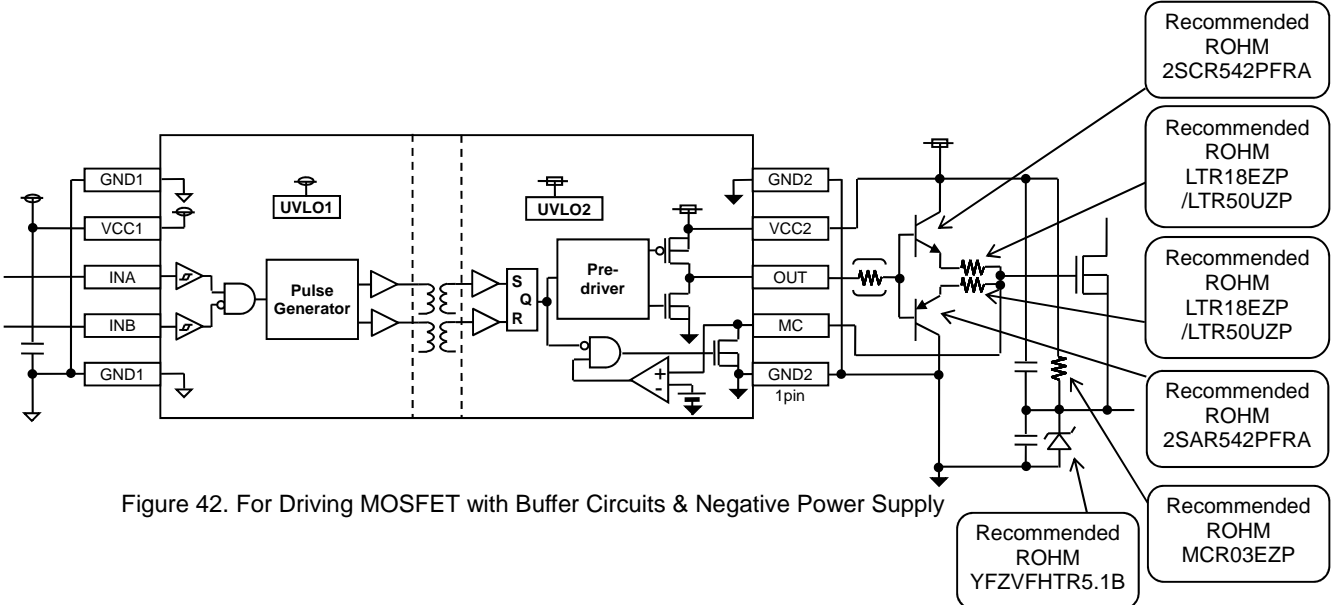 Recommended
ROHM
2SCR542PFRA
Recommended
ROHM
LTR18EZP
/LTR50UZP
Recommended
ROHM
LTR18EZP
/LTR50UZP
Recommended
ROHM
2SAR542PFRA
Recommended
ROHM
MCR03EZP
Recommended
ROHM
YFZVFHTR5.1B
GND1
VCC1
INA
INB
GND1
UVLO1
Pulse
Generator
UVLO2
S
Q
R
Pre-
driver
+
-
GND2
VCC2
OUT
MC
GND2
1pin
Figure 42. For Driving MOSFET with Buffer Circuits & Negative Power Supply